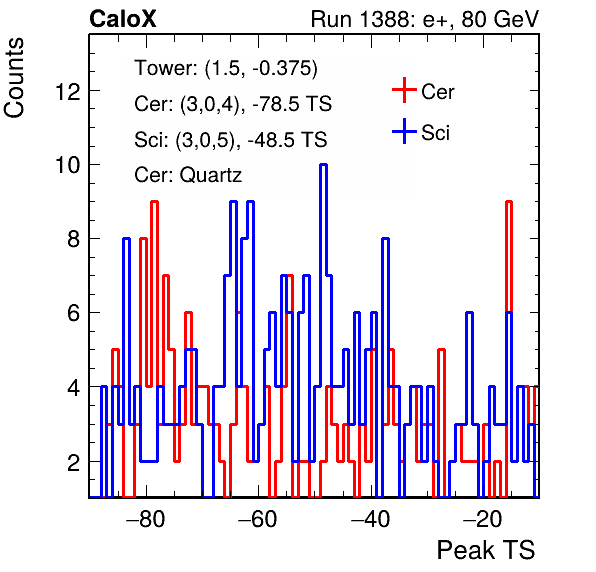 CaloX Run 1388: e+, 80 GeV
Counts
Tower: (1.5, -0.375)
Cer: (3,0,4), -78.5 TS
Sci: (3,0,5), -48.5 TS
Cer: Quartz
Cer
Sci
12
10
8
6
4
2
−80 −60 −40 −20
Peak TS